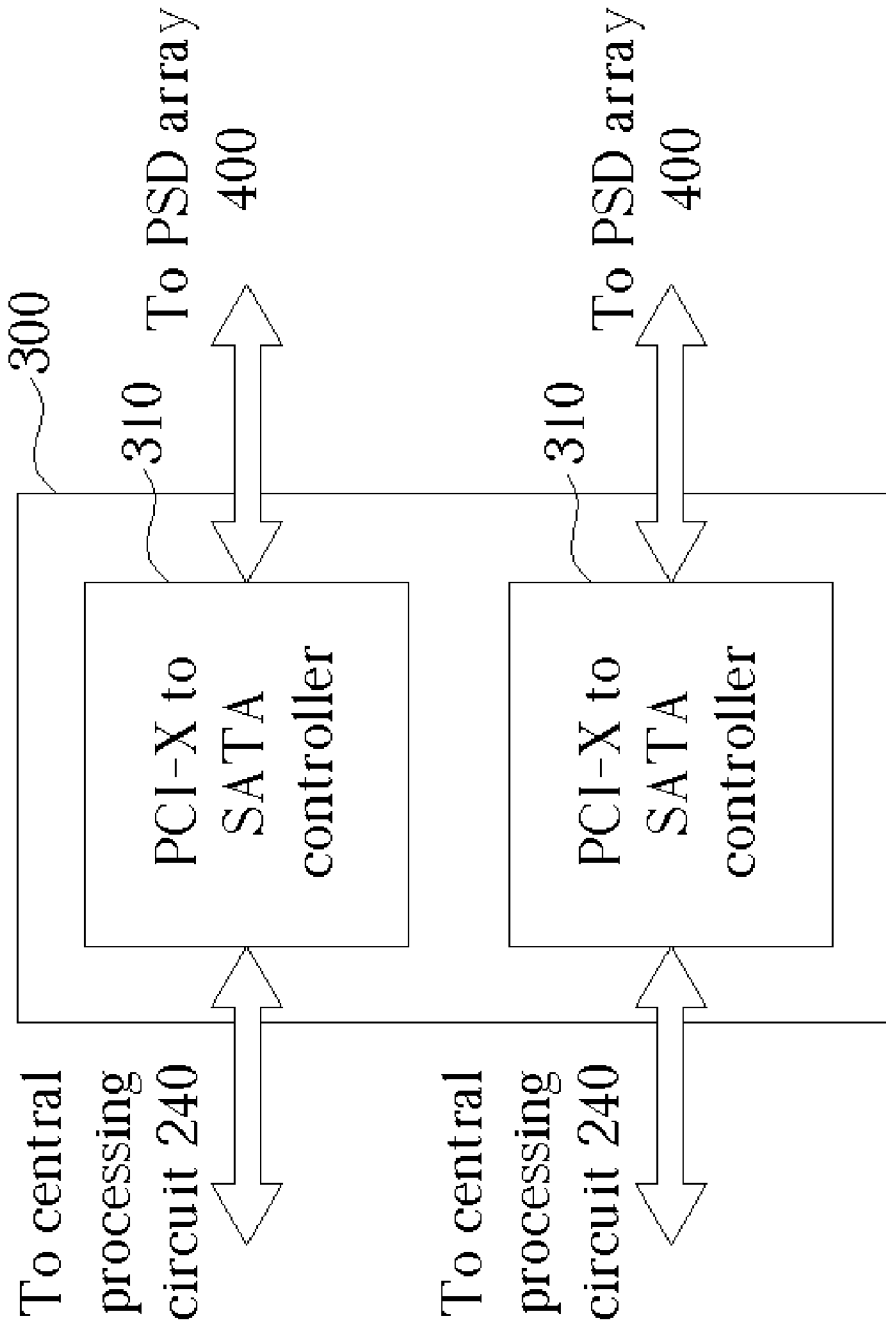 300
To central
processing
circuit 240
PCI-X to
SATA
controller
310
To PSD array
400
To central
processing
circuit 240
PCI-X to
SATA
controller
310
To PSD array
400